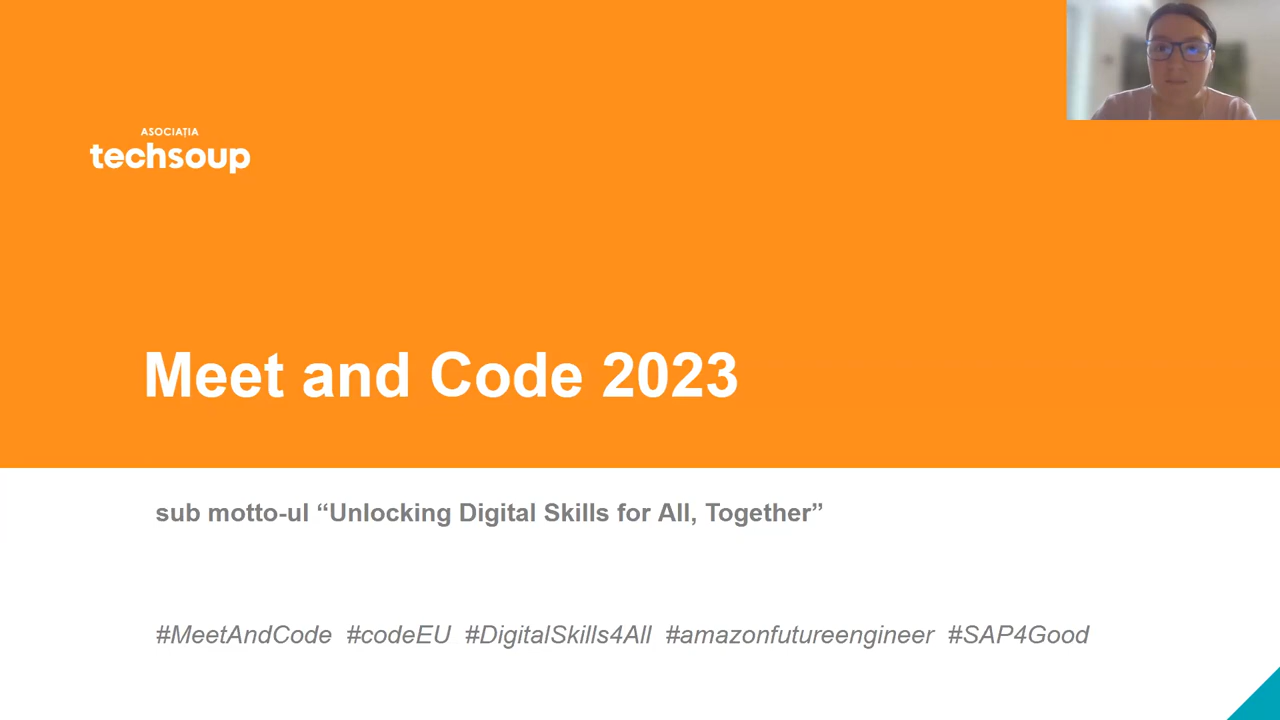 ASOCIAȚIA
techsoup
Meet and Code 2023
sub motto-ul “Unlocking Digital Skills for All, Together”
#MeetAndCode #codeEU #DigitalSkills4All #amazonfutureengineer #SAP4Good